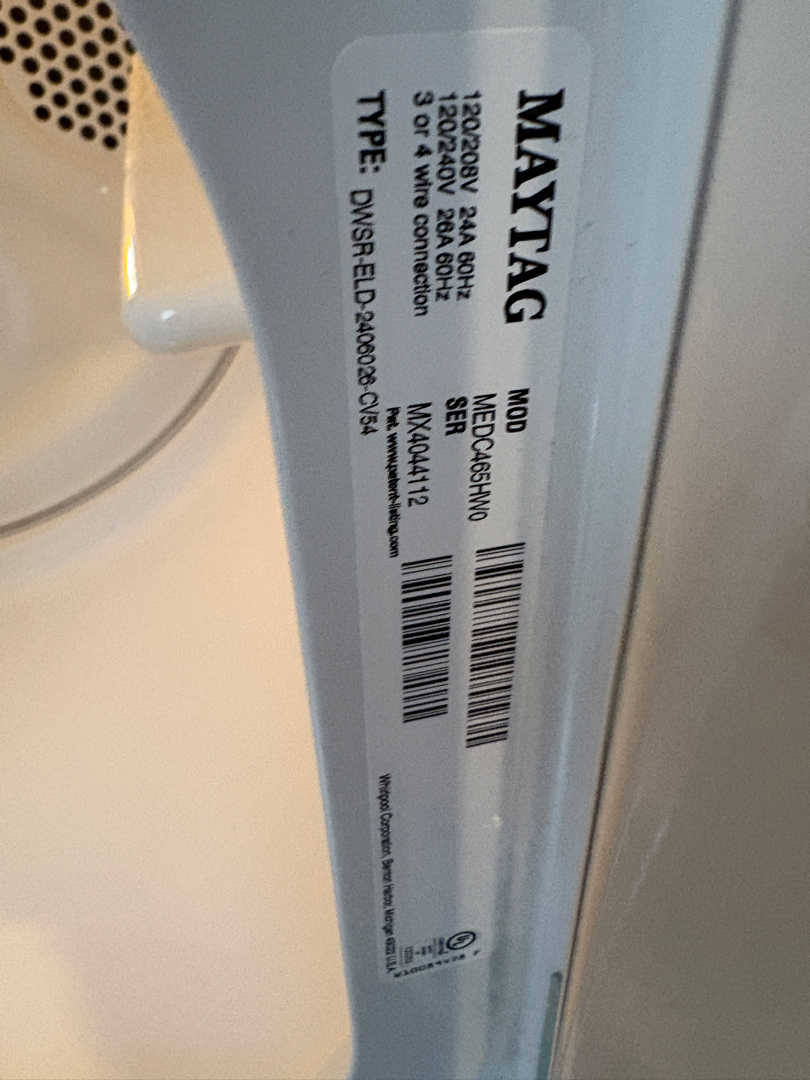 MAYTAG
120/208V 24A 60Hz
120/240V 26A 60Hz
3 or 4 wire connection
TYPE: DWSR-ELD-2406026-CV54
MOD
MEDC465HW0
SER
MX4044112
Pat. www.patent-listing.com
Whirlpool Corporation, Benton Harbor, Michigan 49022 U.S.A.
UL